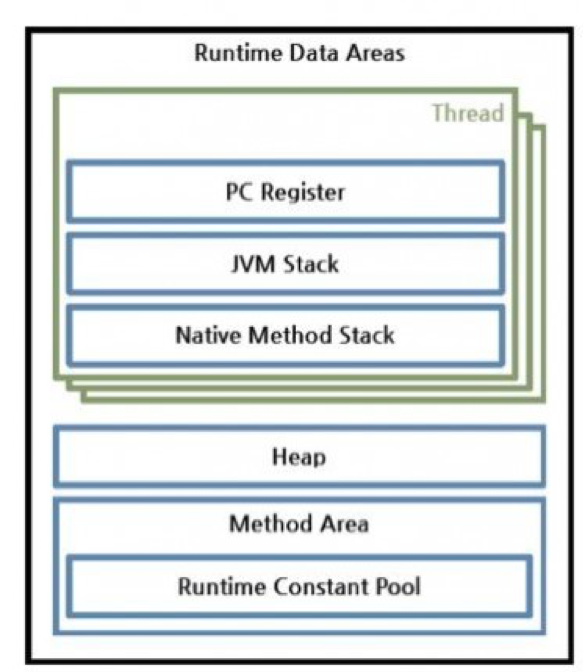 Runtime Data Areas
Thread
PC Register
JVM Stack
Native Method Stack
Heap
Method Area
Runtime Constant Pool